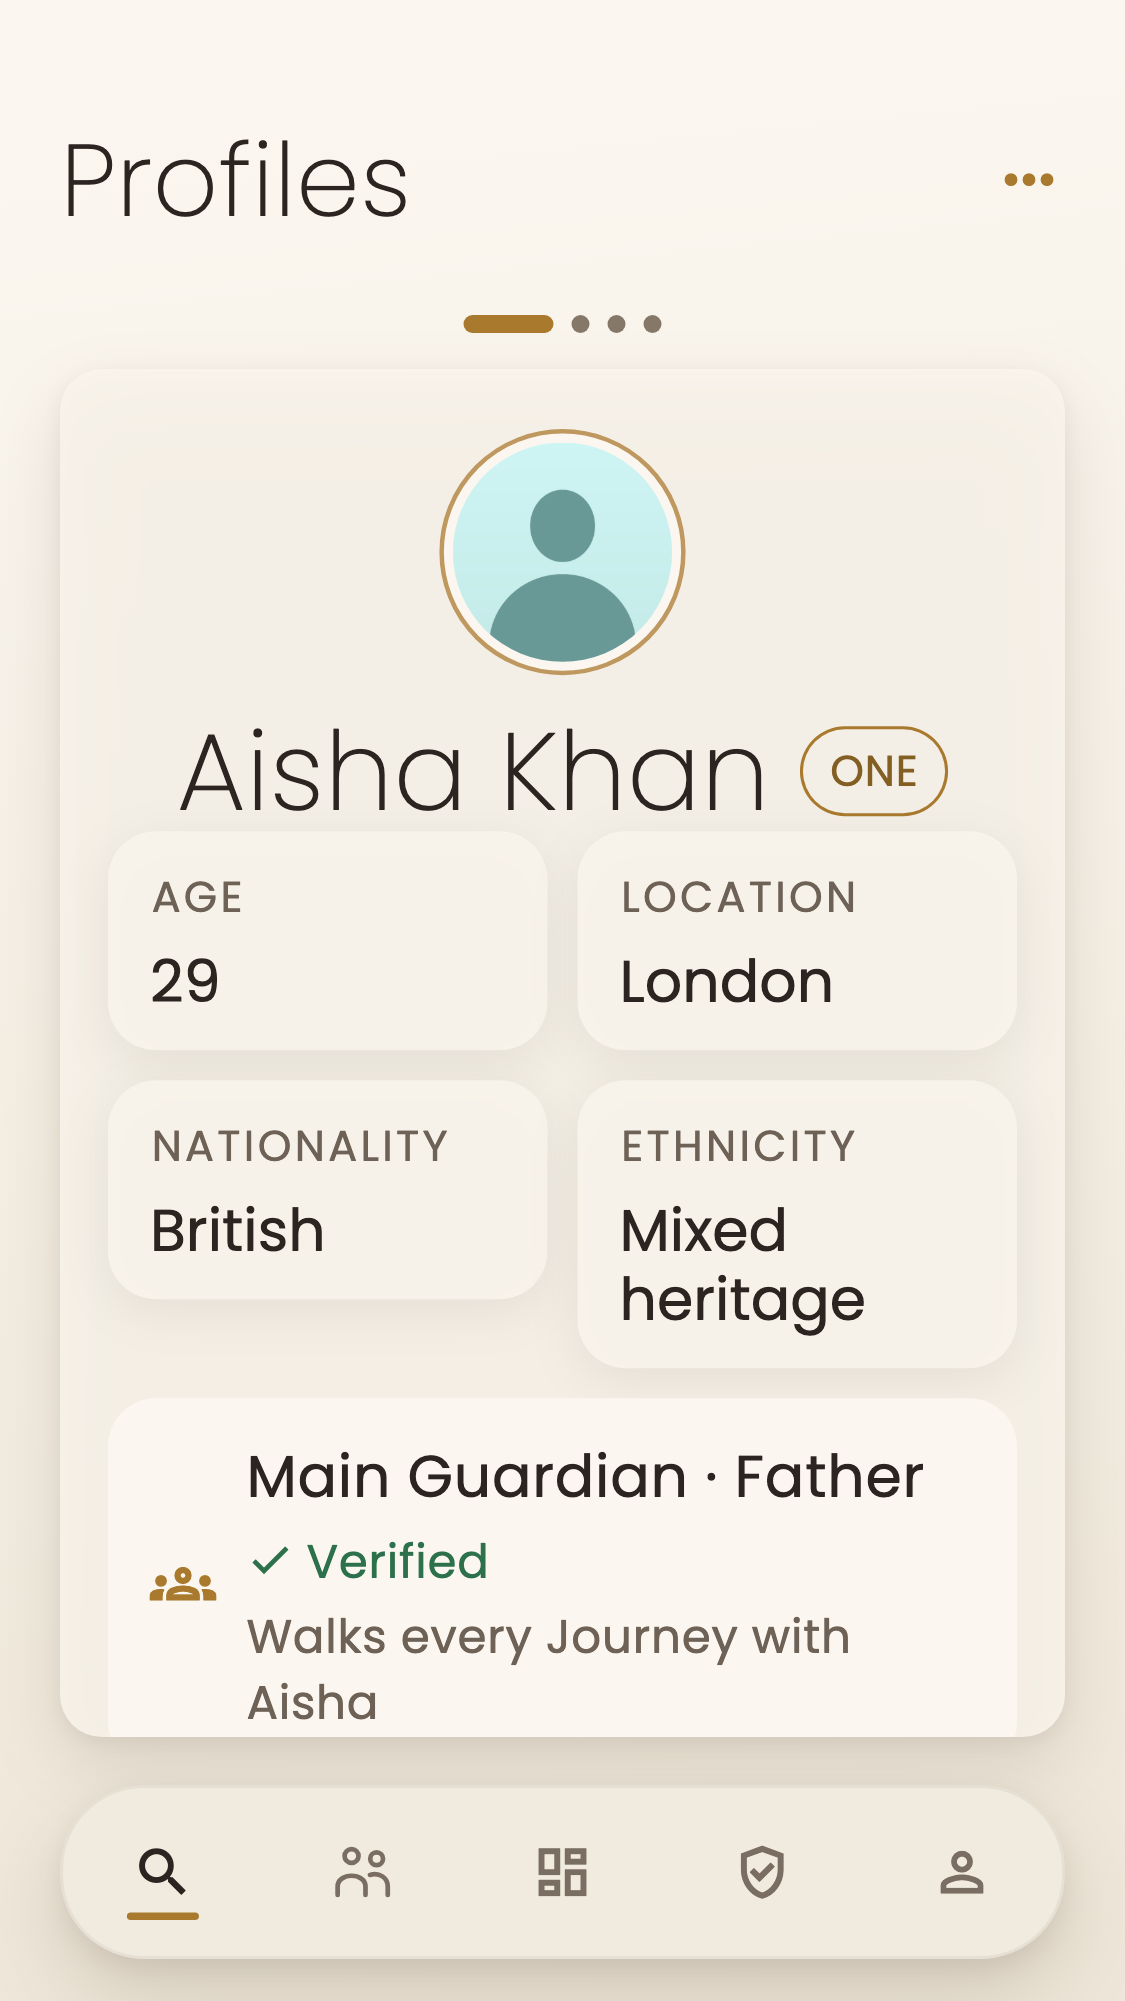 Profiles
Aisha Khan ONE
AGE
29
LOCATION
London
NATIONALITY
British
ETHNICITY
Mixed
heritage
Main Guardian · Father
Verified
Walks every Journey with
Aisha